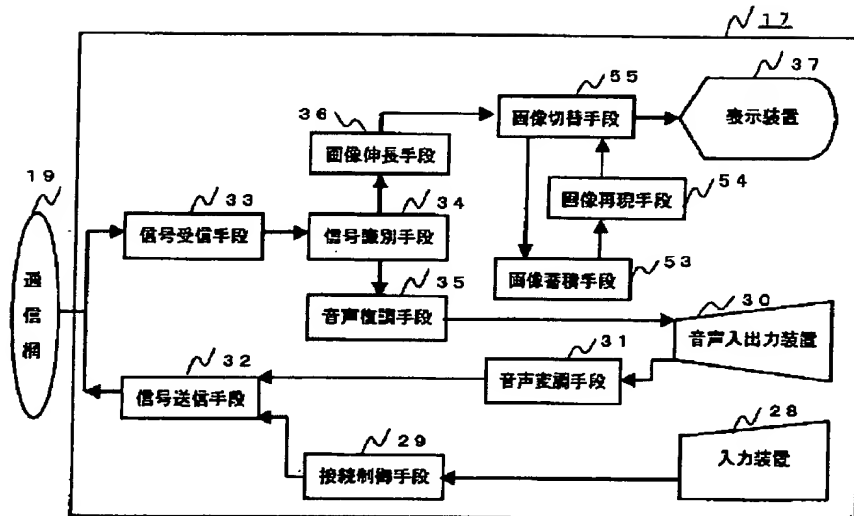 17
55
37
36
画像切替手段
表示装置
画像伸長手段
54
19
33
34
画像再現手段
信号受信手段
信号識別手段
53
35
画像蓄積手段
通信網
30
音声復調手段
音声入出力装置
31
32
音声変調手段
信号送信手段
28
29
入力装置
接続制御手段